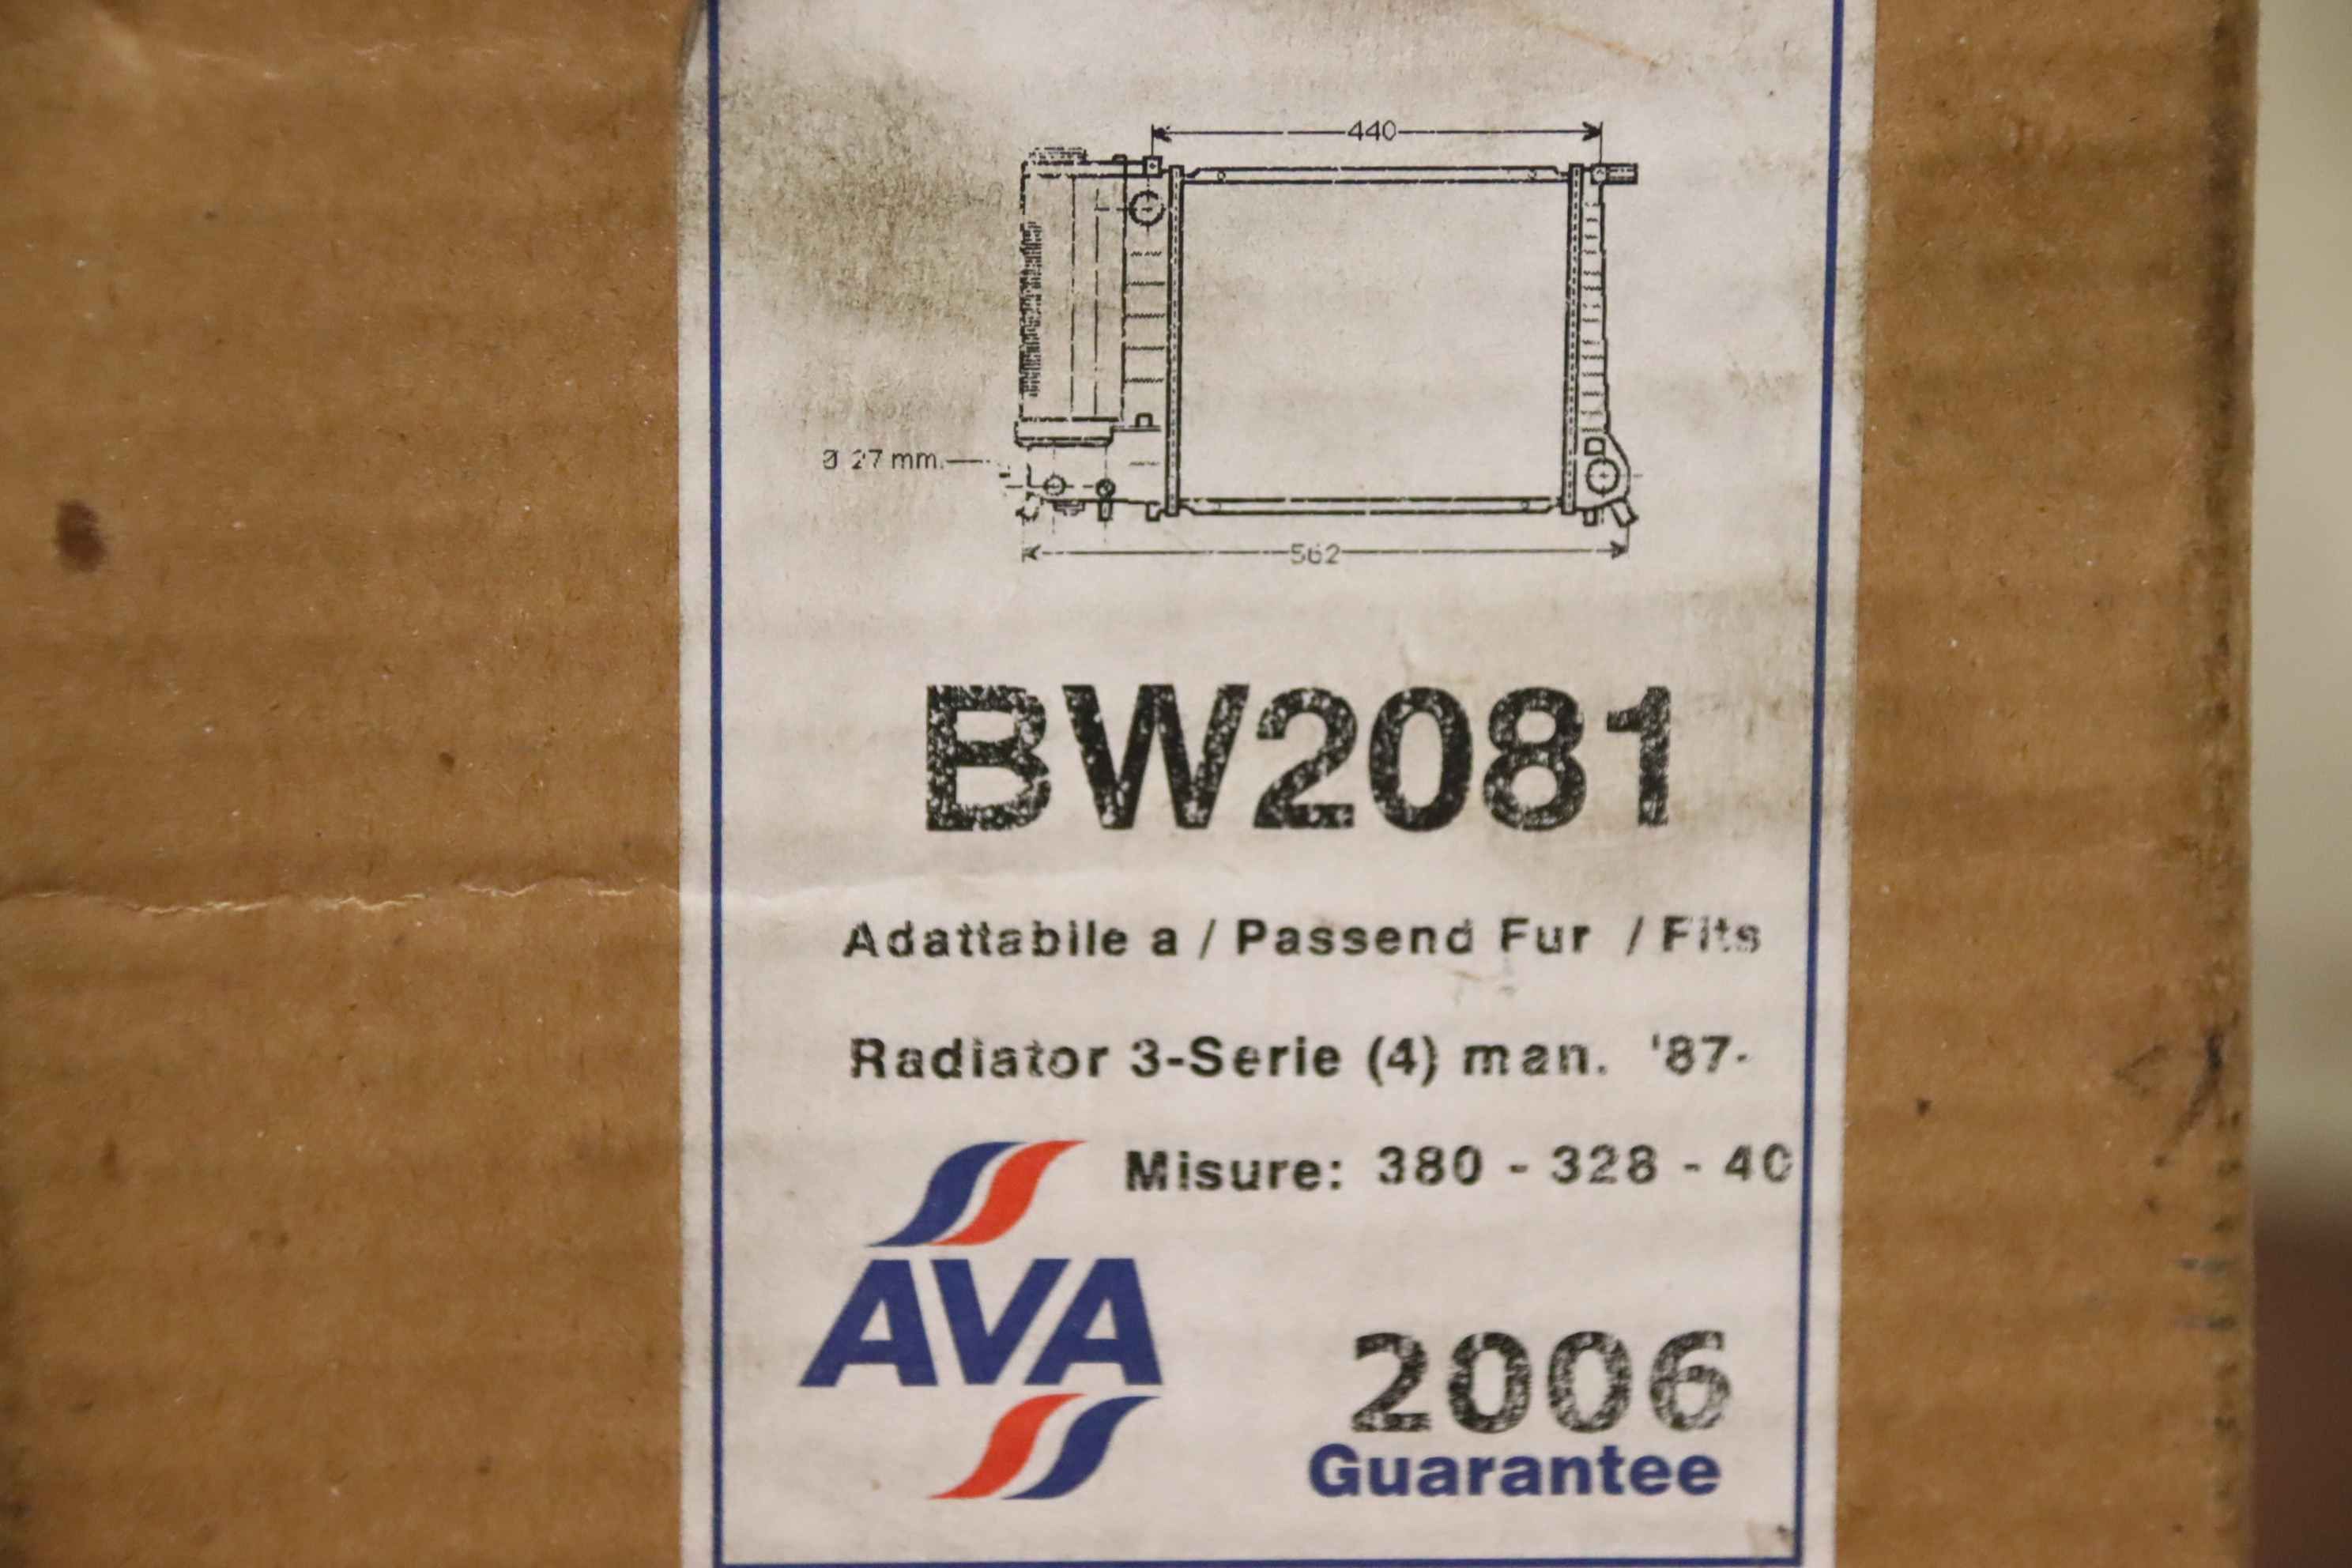 440
Ø 27 mm.
562
BW2081
Adattabile a / Passend Fur / Fits
Radiator 3-Serie (4) man. '87-
Misure: 380 - 328 - 40
AVA
2006
Guarantee